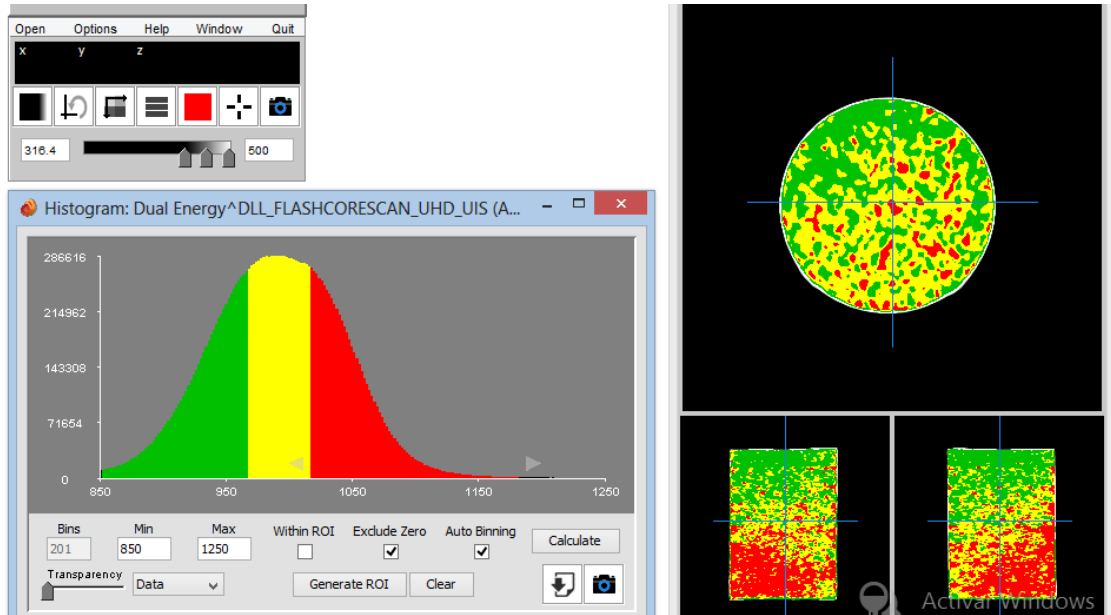 Open Options Help Window Quit
x y z
316.4 500
Histogram: Dual Energy^DLL_FLASHCORESCAN_UHD_UIS (A...
286616
214962
143308
71654
0
850 950 1050 1150 1250
Bins Min Max Within ROI Exclude Zero Auto Binning
201 850 1250 Calculate
Transparency
Data Generate ROI Clear
Activar Windows